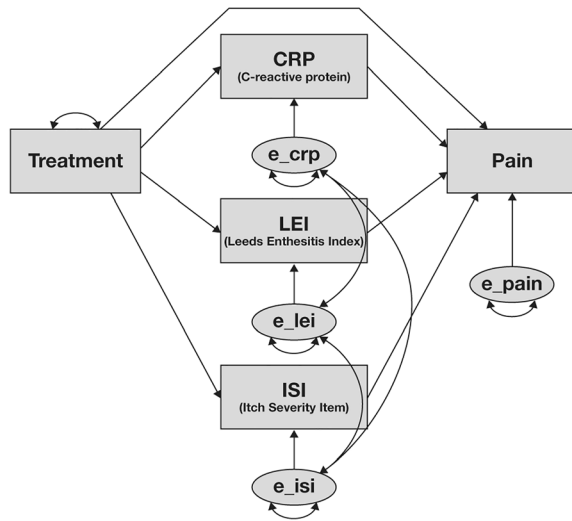 CRP
(C-reactive protein)
Treatment
Pain
e_crp
LEI
(Leeds Enthesitis Index)
e_pain
e_lei
ISI
(Itch Severity Item)
e_isi